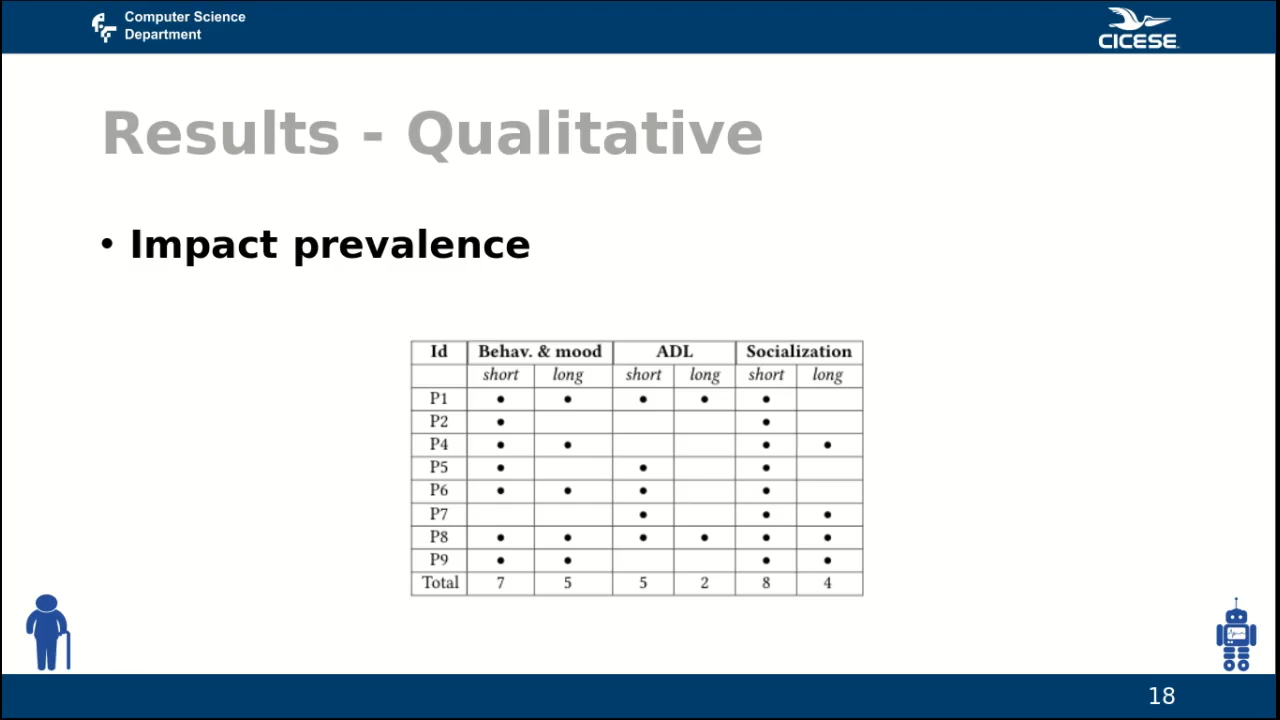 Computer Science
Department
CICESE
Results - Qualitative
• Impact prevalence
Id Behav. & mood ADL Socialization
short long short long short long
P1 • • • • •
P2 • •
P4 • • • •
P5 • • •
P6 • • • •
P7 • • •
P8 • • • • • •
P9 • • • •
Total 7 5 5 2 8 4
18